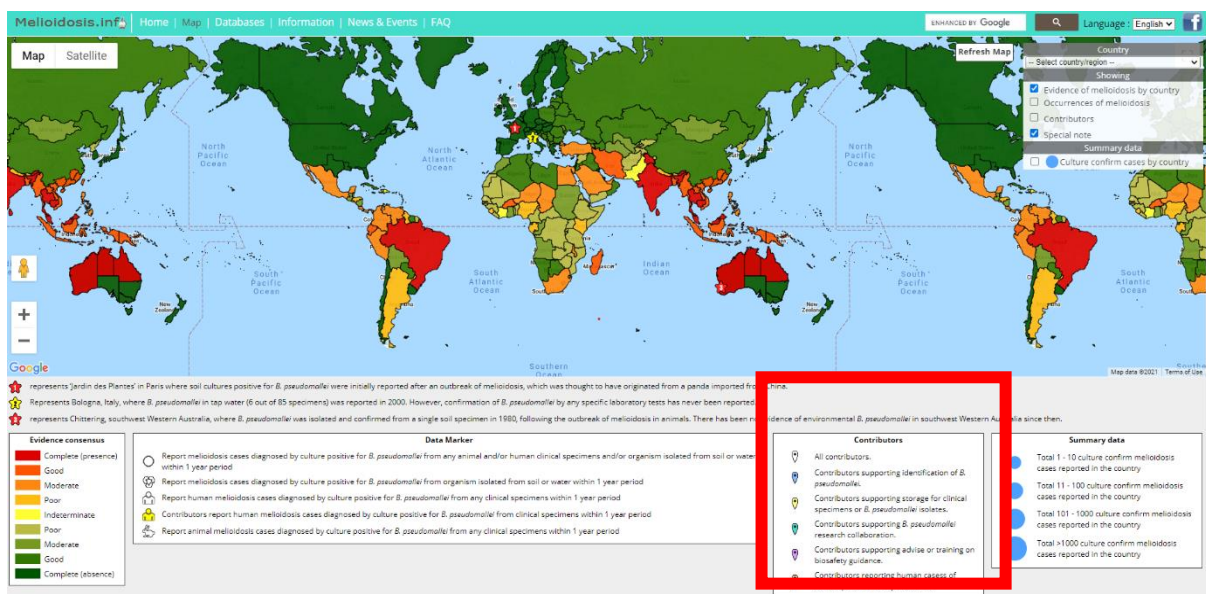 Melioidosis.inf
Home | Map | Databases | Information | News & Events | FAQ
ENHANCED BY Google
Language : English
Map Satellite
Refresh Map
Country
-- Select country/region --
Showing
Evidence of melioidosis by country
Occurrences of melioidosis
Contributors
Special note
Summary data
Culture confirm cases by country
North
Pacific
Ocean
North
Atlantic
Ocean
North
Pacific
Ocean
South
Pacific
Ocean
South
Atlantic
Ocean
Indian
Ocean
South
Pacific
Ocean
South
Atlantic
Ocean
New
Zealand
Southern
Ocean
Google
Map data ©2021 Terms of Use
represents 'Jardin des Plantes' in Paris where soil cultures positive for B. pseudomallei were initially reported after an outbreak of melioidosis, which was thought to have originated from a panda imported from China.
Represents Bologna, Italy, where B. pseudomallei in tap water (6 out of 85 specimens) was reported in 2000. However, confirmation of B. pseudomallei by any specific laboratory tests has never been reported
represents Chittering, southwest Western Australia, where B. pseudomallei was isolated and confirmed from a single soil specimen in 1980, following the outbreak of melioidosis in animals. There has been no evidence of environmental B. pseudomallei in southwest Western Australia since then.
Evidence consensus
Complete (presence)
Good
Moderate
Poor
Indeterminate
Poor
Moderate
Good
Complete (absence)
Data Marker
Report melioidosis cases diagnosed by culture positive for B. pseudomallei from any animal and/or human clinical specimens and/or organism isolated from soil or water
within 1 year period
Report melioidosis cases diagnosed by culture positive for B. pseudomallei from organism isolated from soil or water within 1 year period
Report human melioidosis cases diagnosed by culture positive for B. pseudomallei from any clinical specimens within 1 year period
Contributors report human melioidosis cases diagnosed by culture positive for B. pseudomallei from clinical specimens within 1 year period
Report animal melioidosis cases diagnosed by culture positive for B. pseudomallei from any clinical specimens within 1 year period
Contributors
All contributors.
Contributors supporting identification of B.
pseudomallei.
Contributors supporting storage for clinical
specimens or B. pseudomallei isolates.
Contributors supporting B. pseudomallei
research collaboration.
Contributors supporting advise or training on
biosafety guidance.
Contributors reporting human casess of
Summary data
Total 1 - 10 culture confirm melioidosis
cases reported in the country
Total 11 - 100 culture confirm melioidosis
cases reported in the country
Total 101 - 1000 culture confirm melioidosis
cases reported in the country
Total >1000 culture confirm melioidosis
cases reported in the country